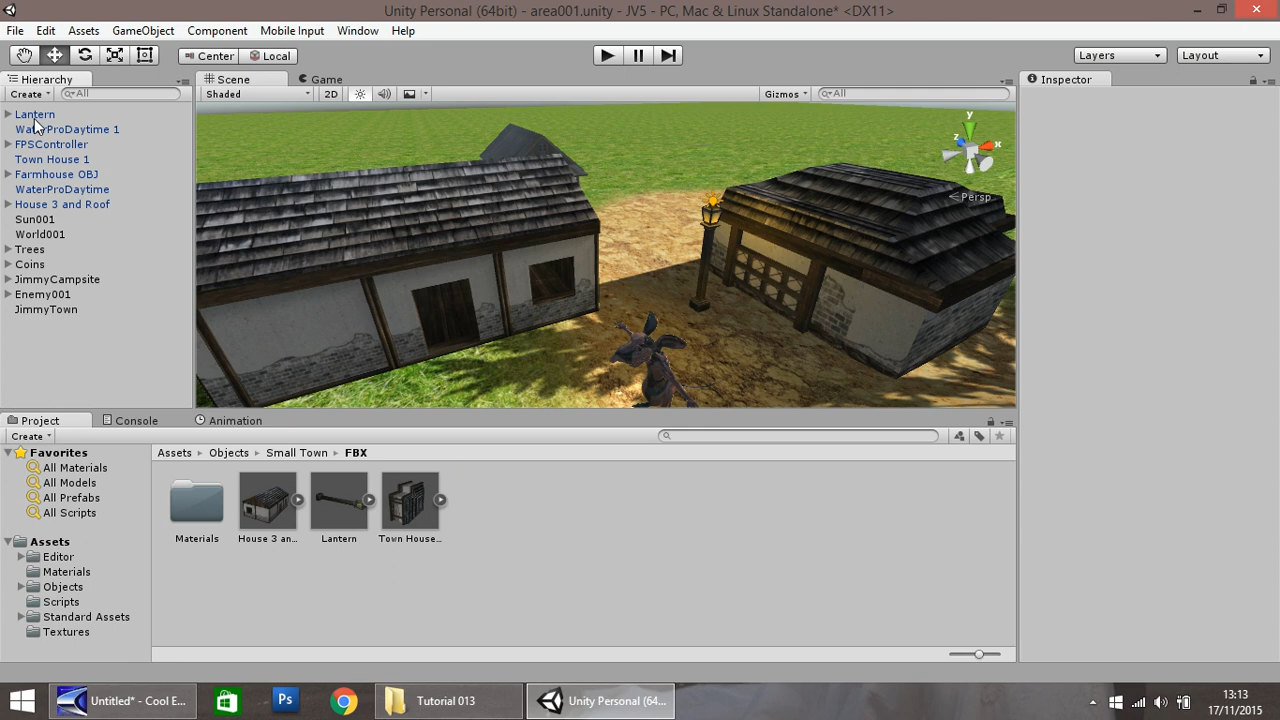 Unity Personal (64bit) - area001.unity - JV5 - PC, Mac & Linux Standalone* <DX11>
File Edit Assets GameObject Component Mobile Input Window Help
Center Local Layers Layout
Hierarchy Scene Game Inspector
Create All Shaded 2D Gizmos All
Lantern
WaterProDaytime 1
FPSController
Town House 1
Farmhouse OBJ
WaterProDaytime
House 3 and Roof
Sun001
World001
Trees
Coins
JimmyCampsite
Enemy001
JimmyTown
y
z
x
Persp
Project Console Animation
Create
Favorites
All Materials
All Models
All Prefabs
All Scripts
Assets
Editor
Materials
Objects
Scripts
Standard Assets
Textures
Assets Objects Small Town FBX
Materials House 3 an... Lantern Town House...
Untitled* - Cool E... Ps Tutorial 013 Unity Personal (64...
13:13
17/11/2015